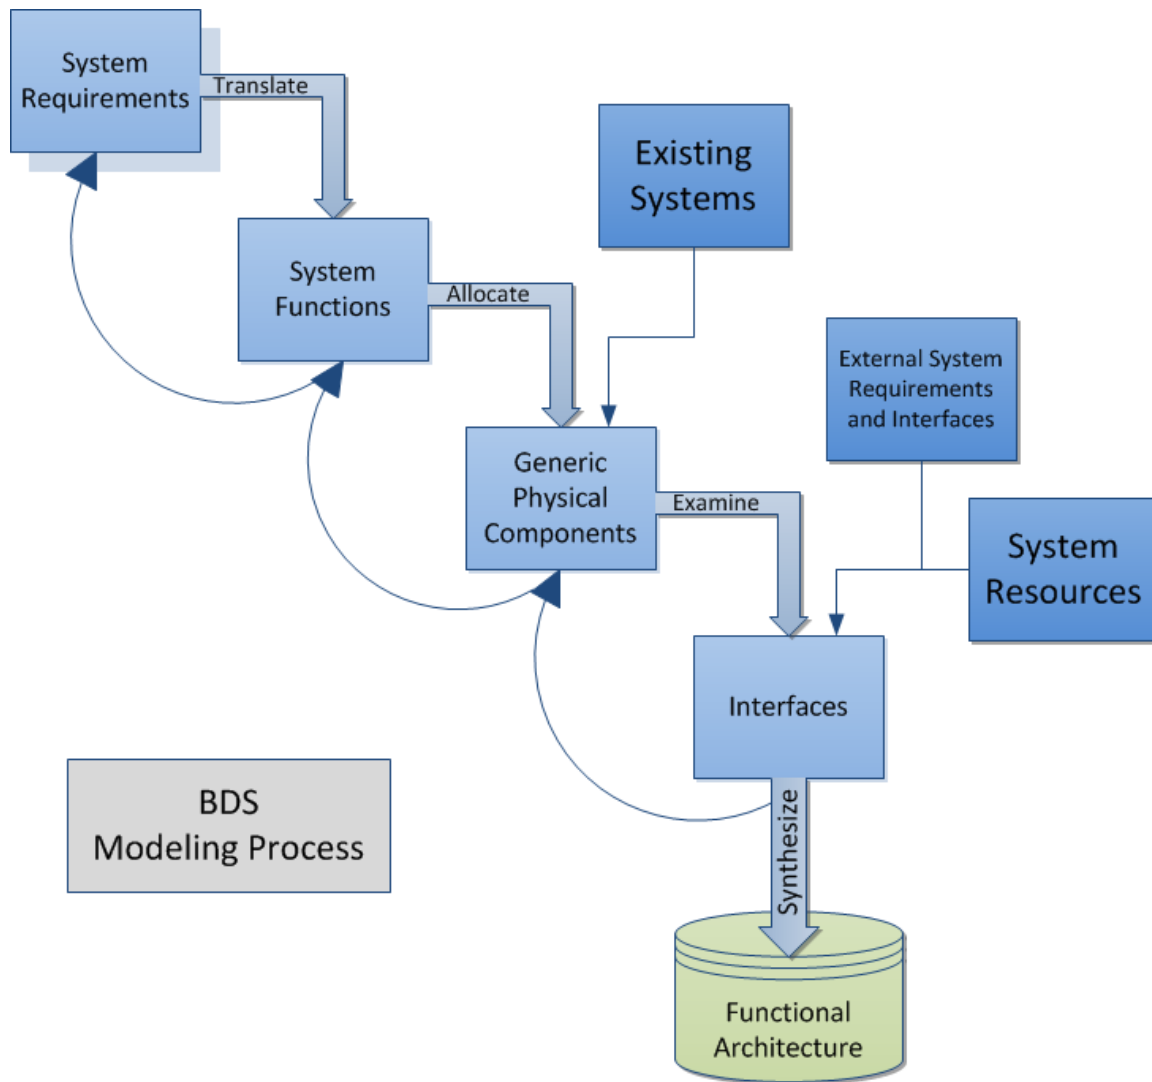 System
Requirements
Translate
Existing
Systems
System
Functions
Allocate
External System
Requirements
and Interfaces
Generic
Physical
Components
Examine
System
Resources
Interfaces
BDS
Modeling Process
Synthesize
Functional
Architecture